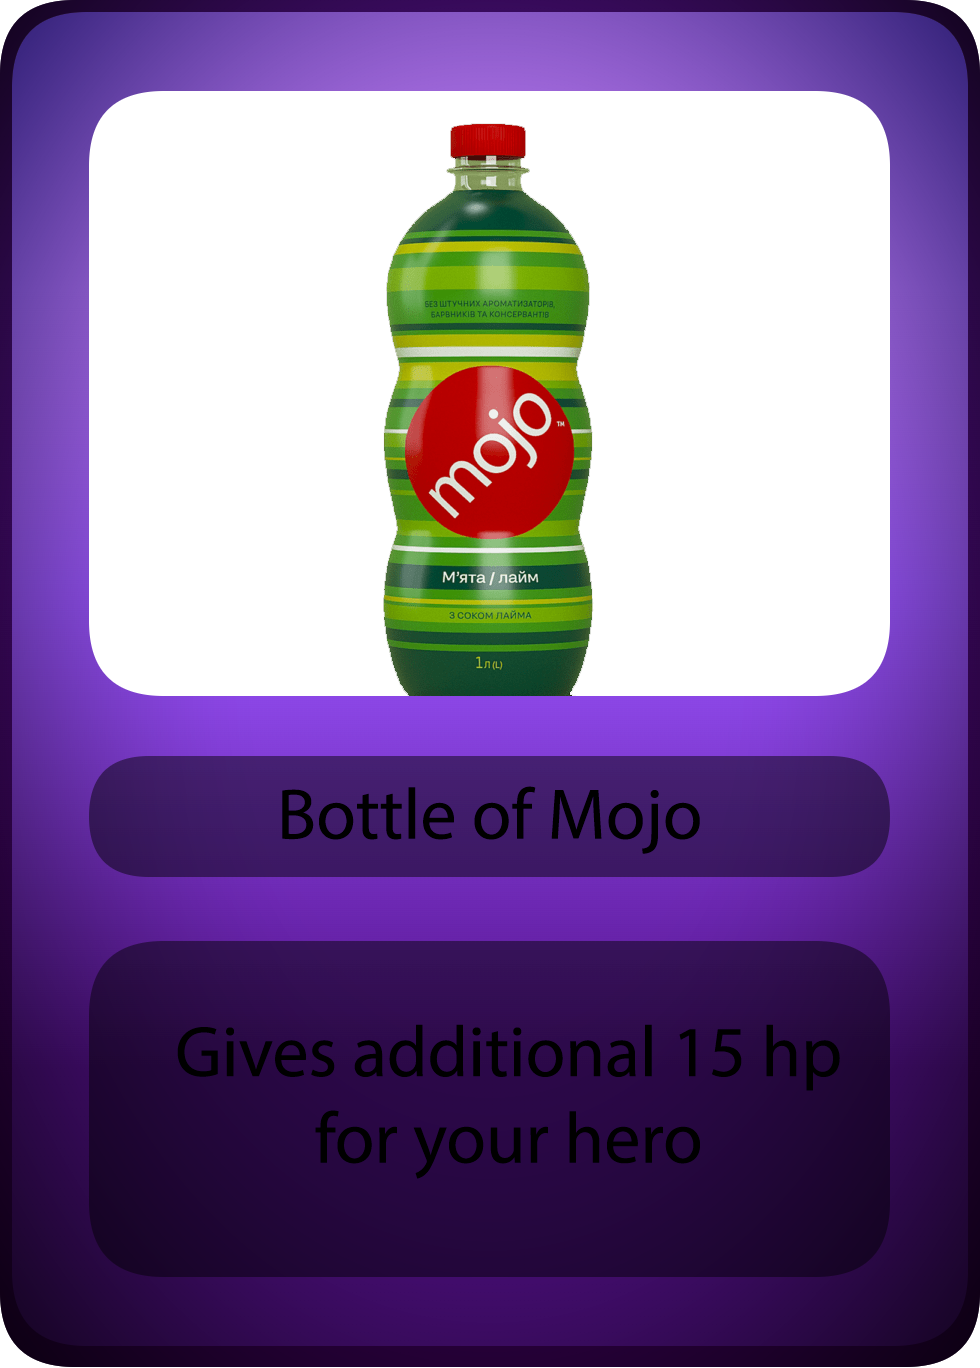 БЕЗ ШТУЧНИХ АРОМАТИЗАТОРІВ,
БАРВНИКІВ ТА КОНСЕРВАНТІВ
mojo™
М’ята / лайм
З СОКОМ ЛАЙМА
1л (L)
Bottle of Mojo
Gives additional 15 hp
for your hero